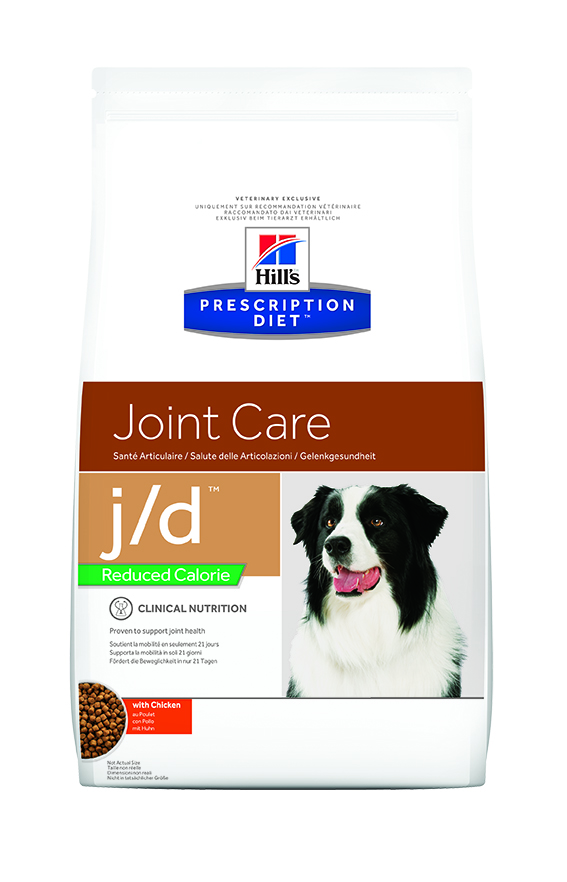 VETERINARY EXCLUSIVE
UNIQUEMENT SUR RECOMMANDATION VÉTÉRINAIRE
RACCOMANDATO DAI VETERINARI
EXKLUSIV BEIM TIERARZT ERHÄLTLICH
Hill's
PRESCRIPTION
DIET™
Joint Care
Santé Articulaire / Salute delle Articolazioni / Gelenkgesundheit
j/d™
Reduced Calorie
CLINICAL NUTRITION
Proven to support joint health
Soutient la mobilité en seulement 21 jours
Supporta la mobilità in soli 21 giorni
Fördert die Beweglichkeit in nur 21 Tagen
with Chicken
au Poulet
con Pollo
mit Huhn
Not Actual Size
Taille non réelle
Dimensioni non reali
Nicht in tatsächlicher Größe